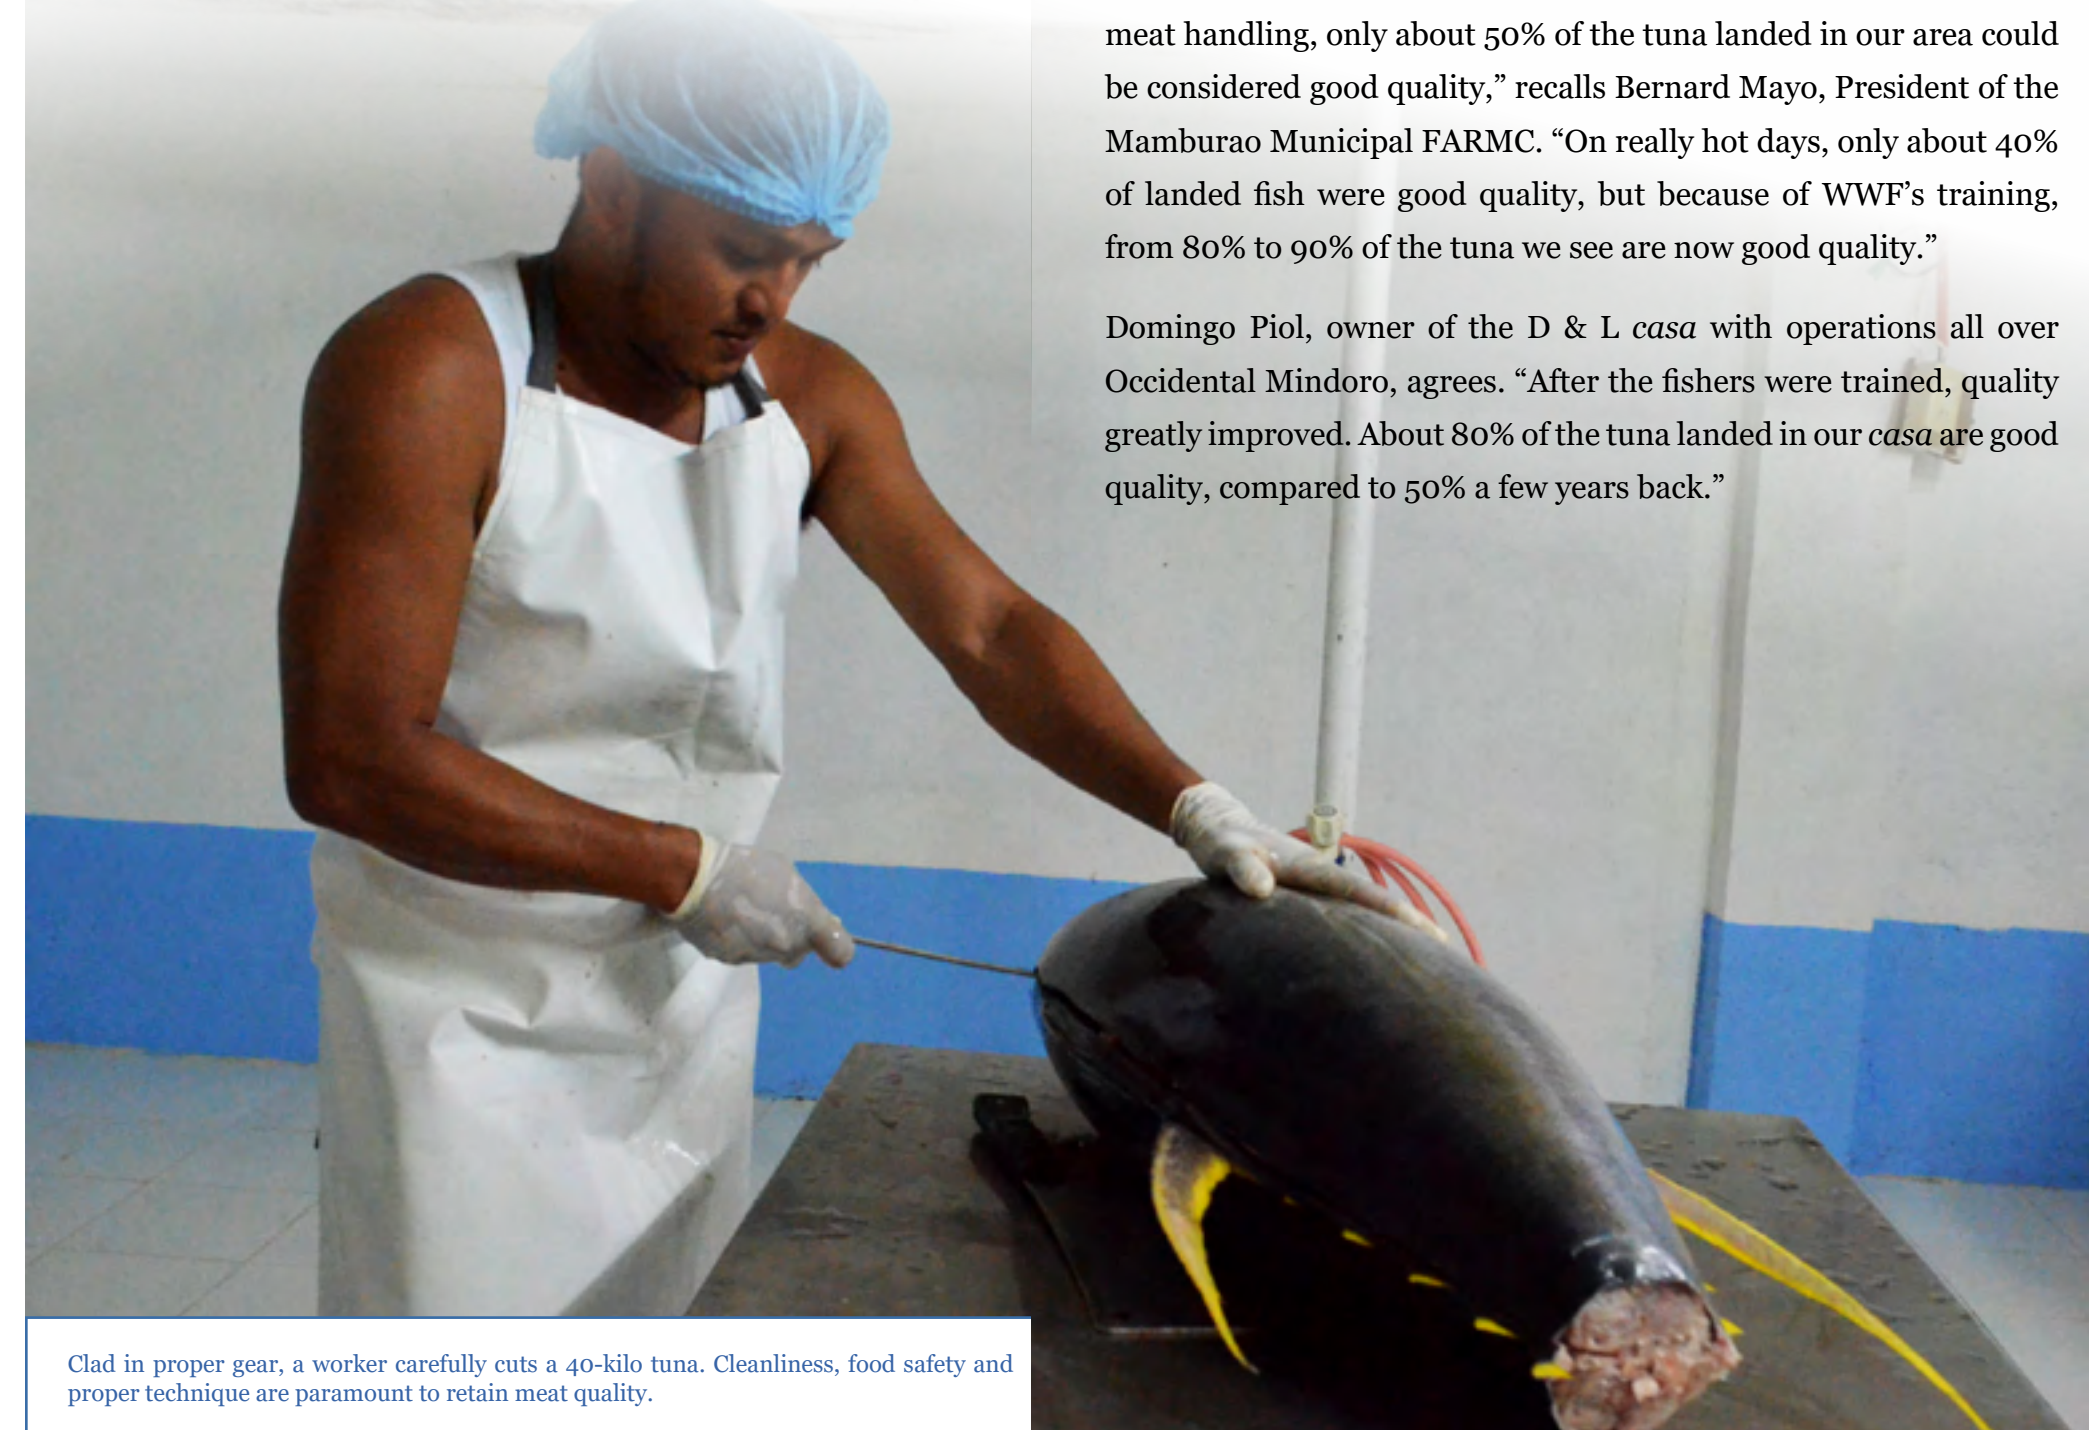 meat handling, only about 50% of the tuna landed in our area could
be considered good quality,” recalls Bernard Mayo, President of the
Mamburao Municipal FARMC. “On really hot days, only about 40%
of landed fish were good quality, but because of WWF’s training,
from 80% to 90% of the tuna we see are now good quality.”
Domingo Piol, owner of the D & L casa with operations all over
Occidental Mindoro, agrees. “After the fishers were trained, quality
greatly improved. About 80% of the tuna landed in our casa are good
quality, compared to 50% a few years back.”
Clad in proper gear, a worker carefully cuts a 40-kilo tuna. Cleanliness, food safety and
proper technique are paramount to retain meat quality.